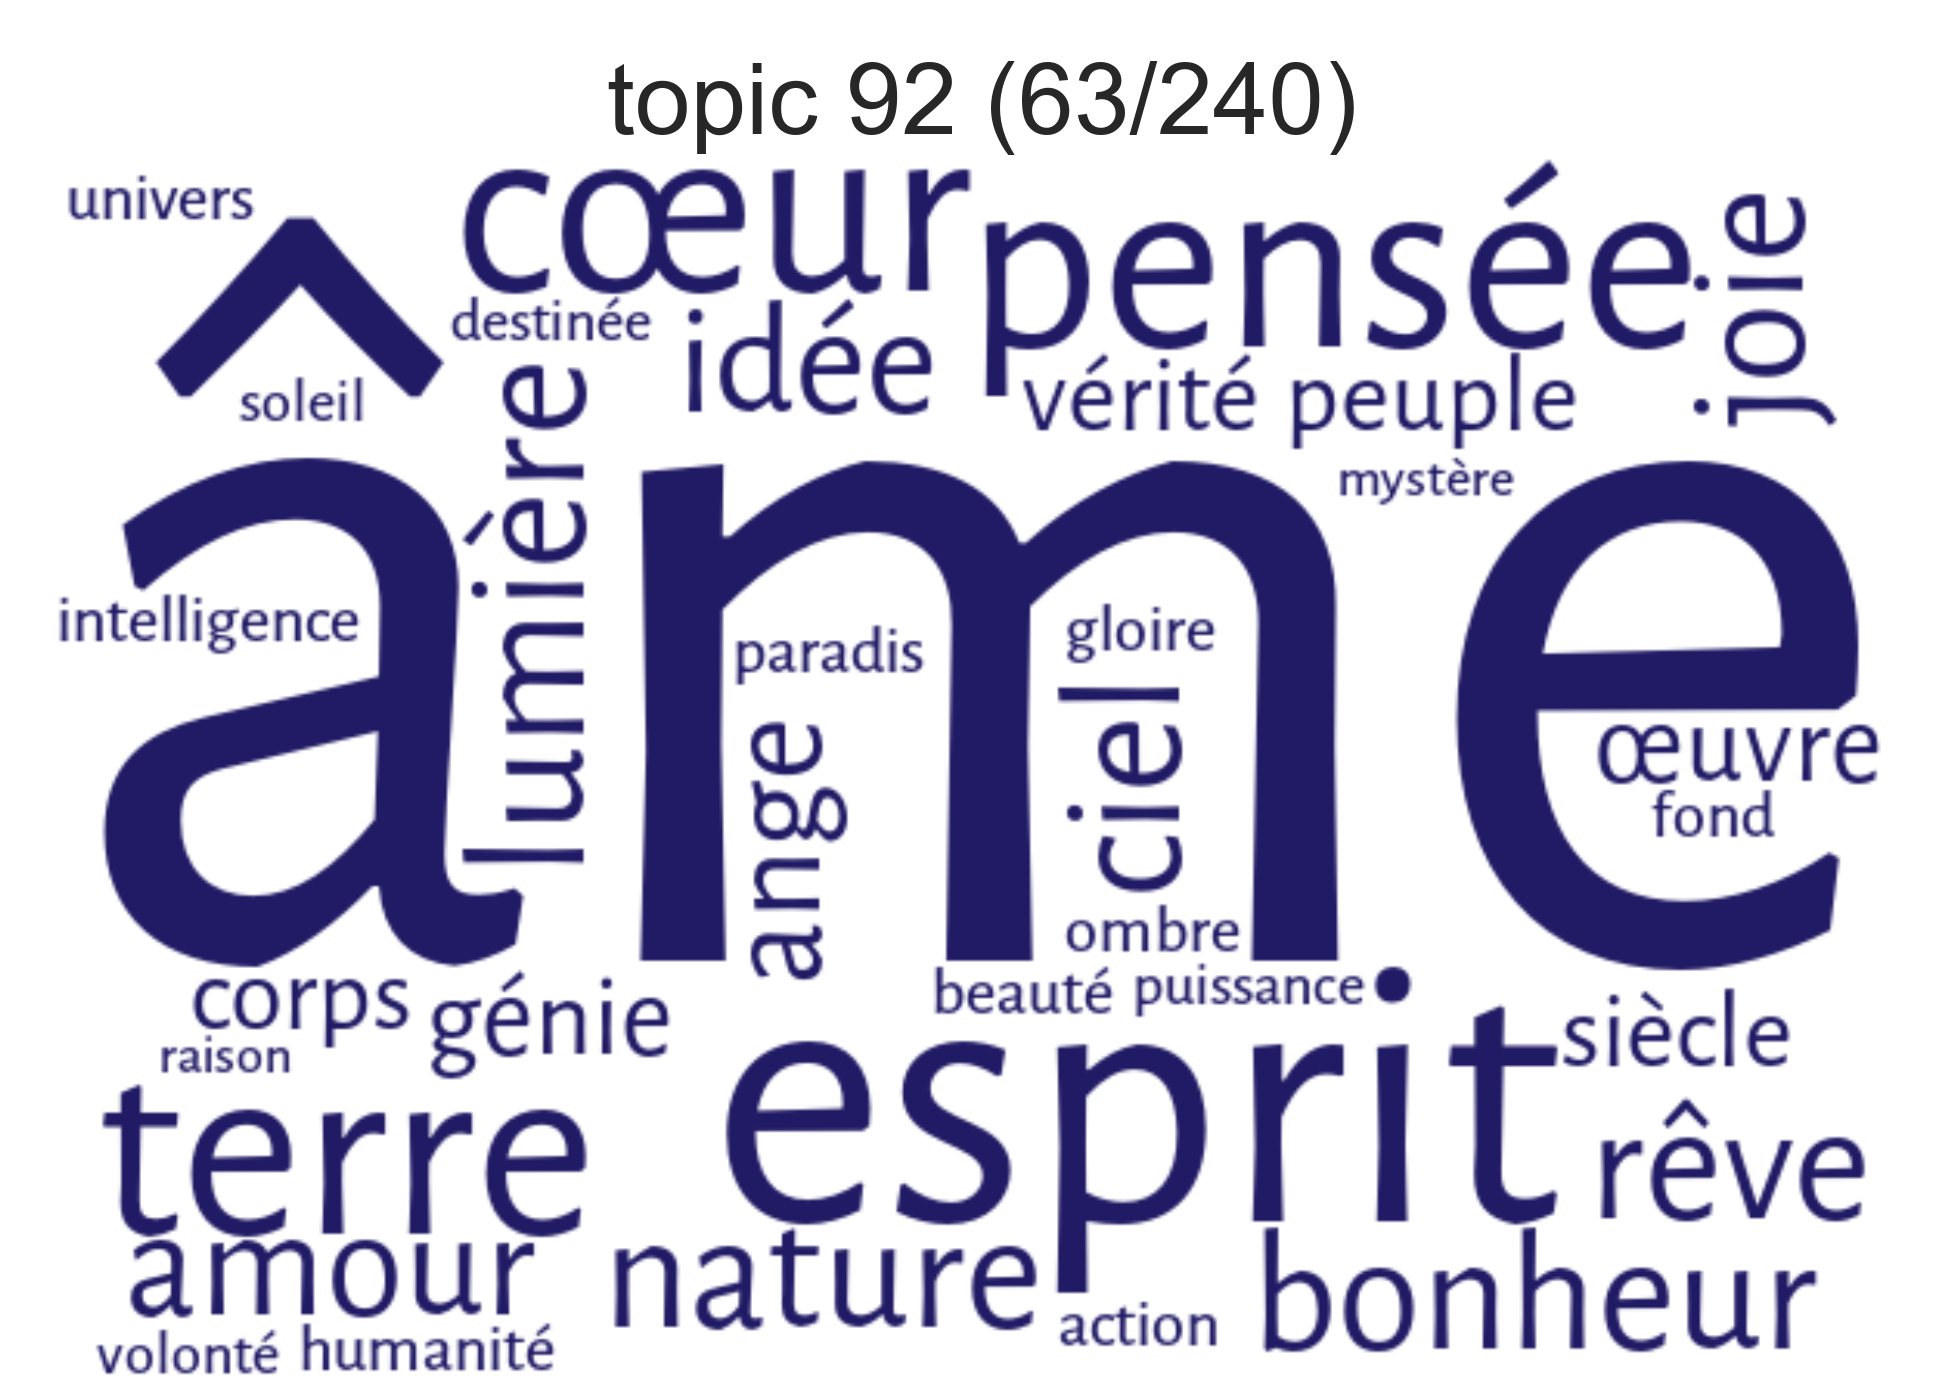 topic 92 (63/240)
univers
cœur
pensée
joie
destinée
idée
soleil
lumière
vérité
peuple
mystère
âme
intelligence
paradis
gloire
ange
ciel
œuvre
fond
ombre
corps
génie
beauté
puissance
raison
siècle
terre
esprit
rêve
amour
nature
action
bonheur
volonté
humanité